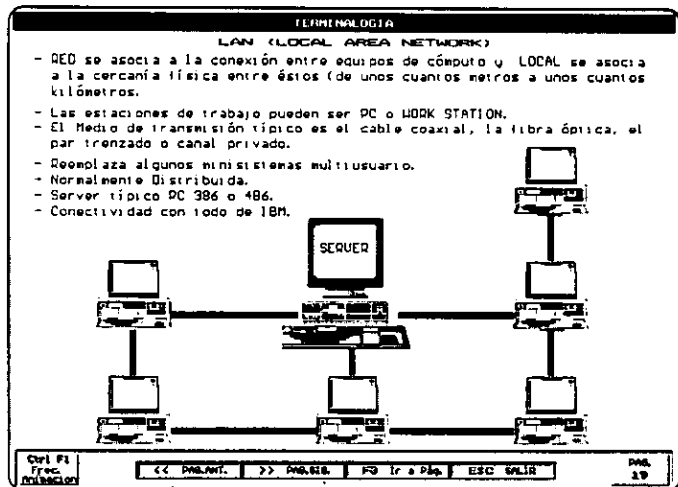 TERMINALOGIA
LAN (LOCAL AREA NETWORK)
- RED se asocia a la conexión entre equipos de cómputo y LOCAL se asocia
a la cercanía física entre éstos (de unos cuantos metros a unos cuantos
kilómetros.
- Las estaciones de trabajo pueden ser PC o WORK STATION.
- El Medio de transmisión típico es el cable coaxial, la fibra óptica, el
par trenzado o canal privado.
- Reemplaza algunos minisistemas multiusuario.
- Normalmente Distribuida.
- Server típico PC 386 o 486.
- Conectividad con todo de IBM.
SERVER
Ctrl F1
Frec.
Animacion
<< PAG.ANT.
>> PAG.SIG.
F3 Ir a Pág.
ESC SALIR
PAG.
19